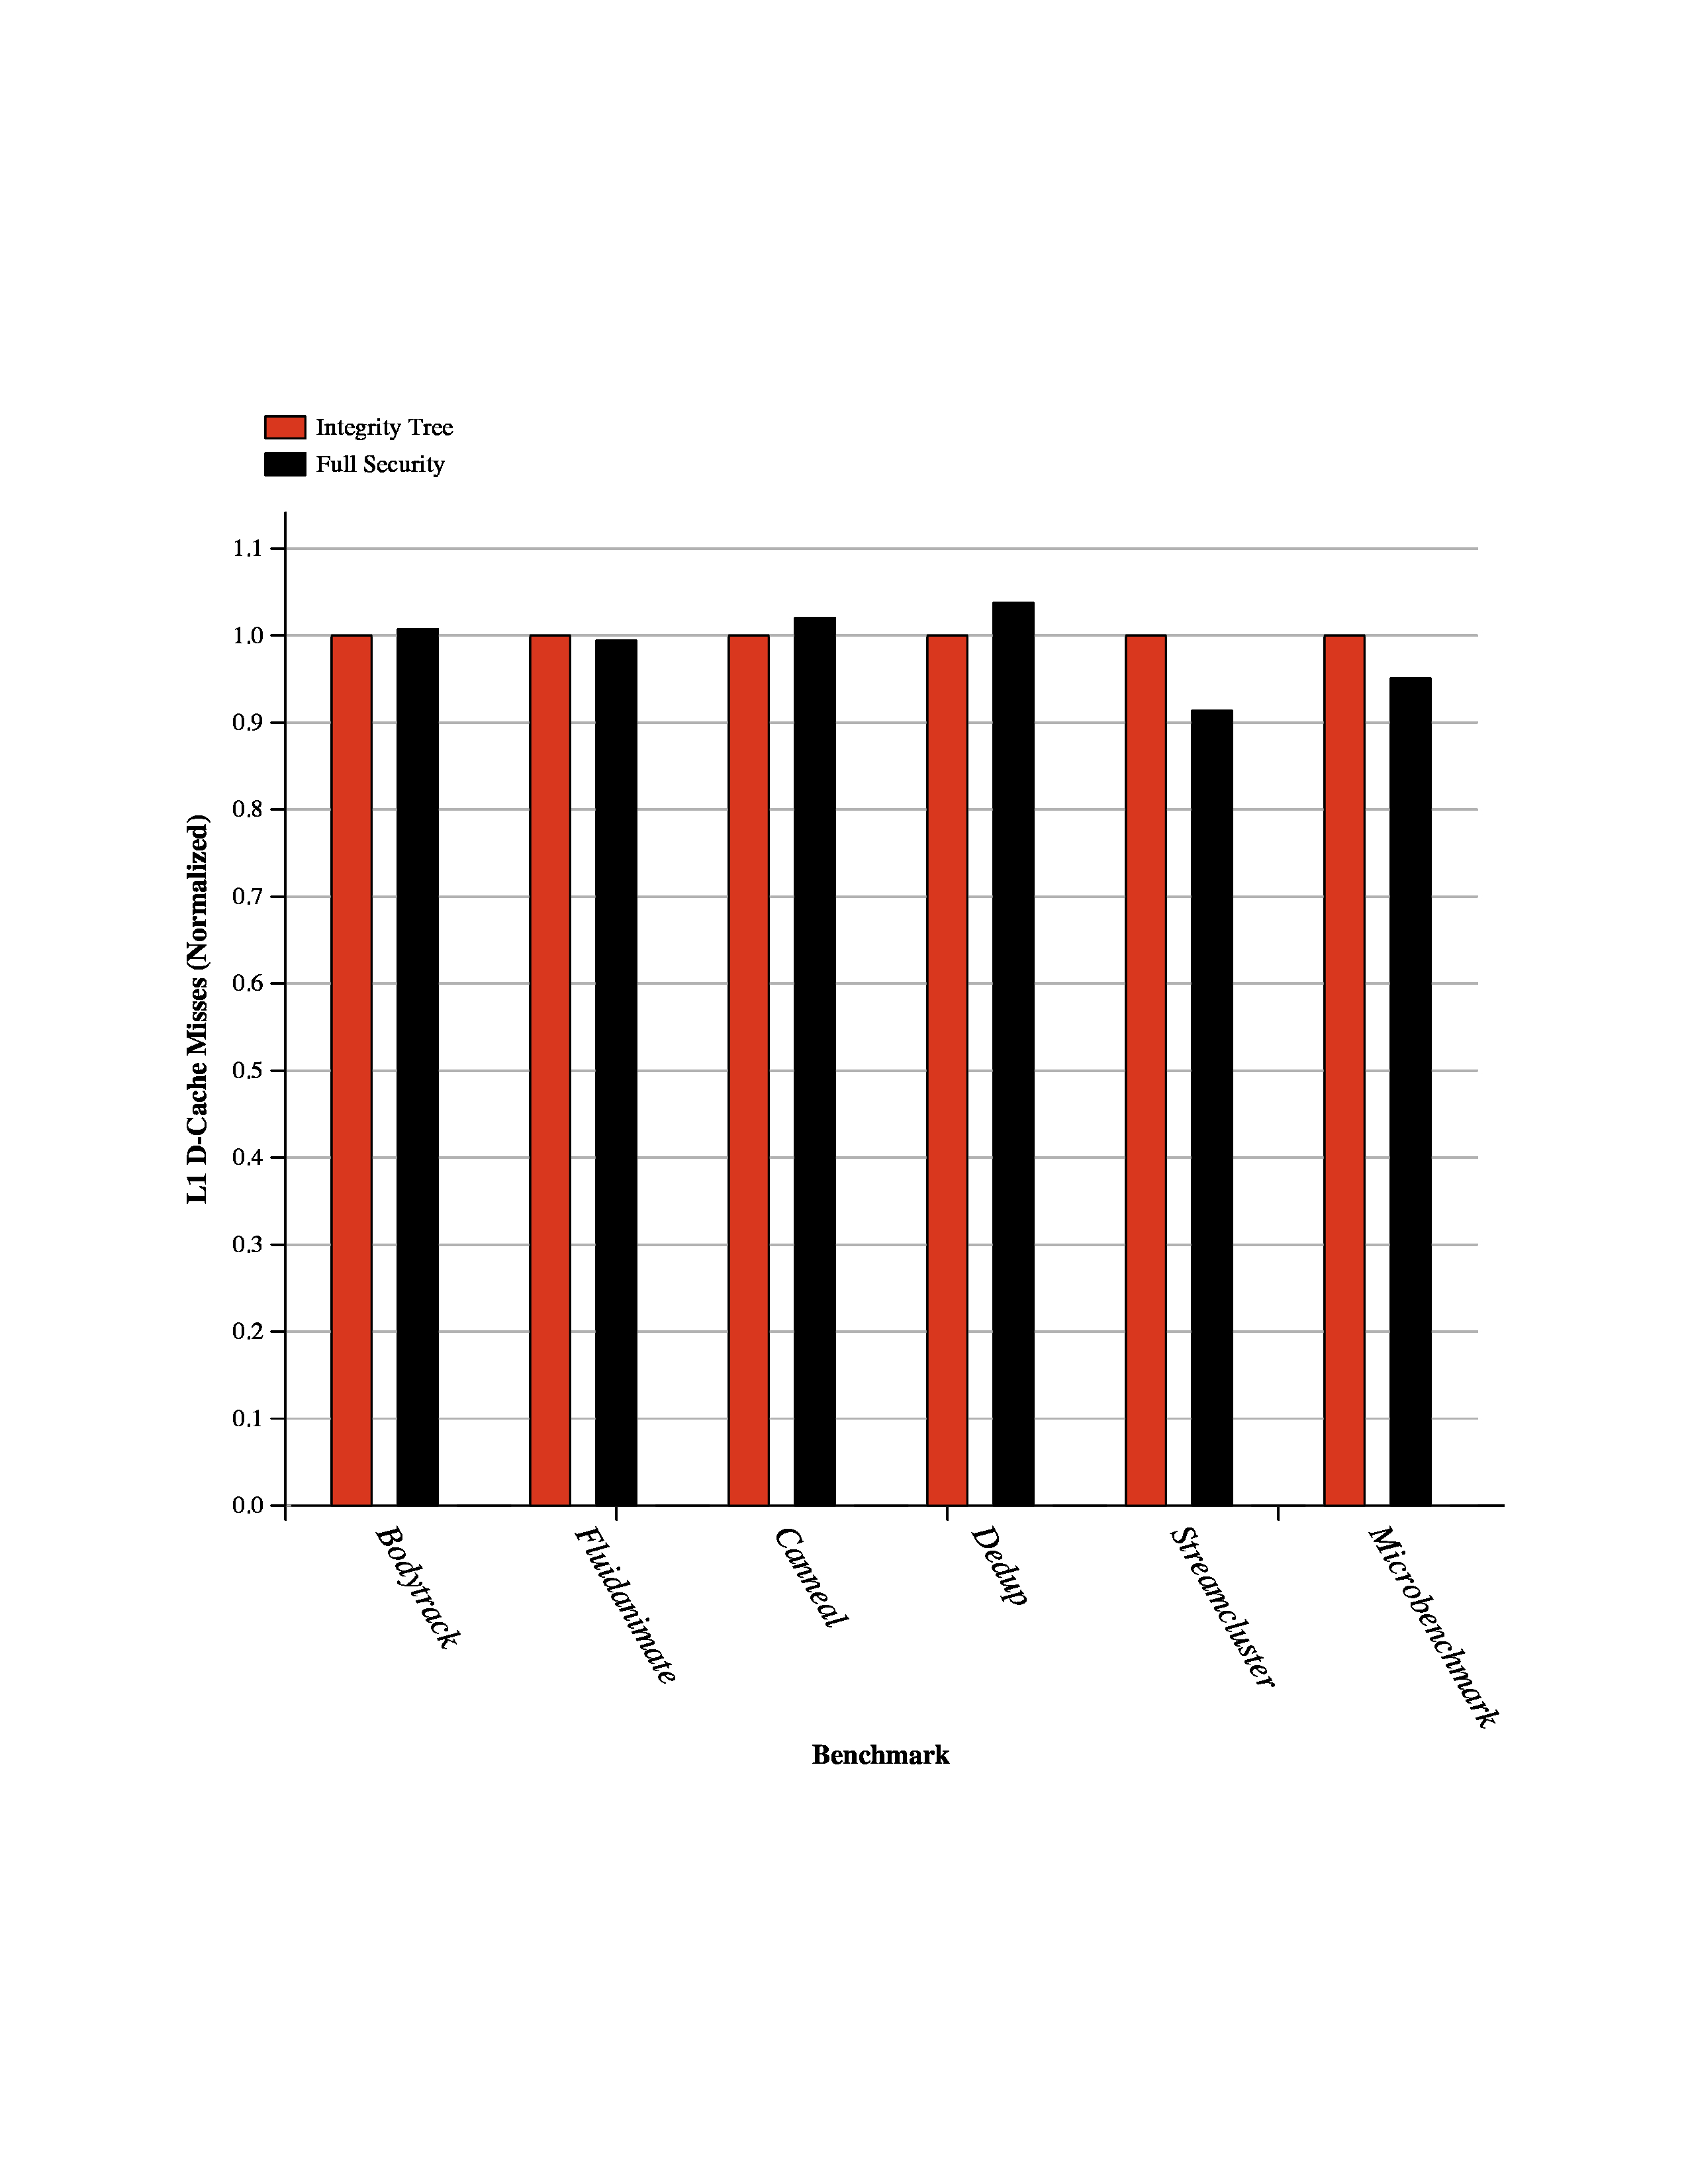 Integrity Tree
Full Security
1.1
1.0
0.9
0.8
0.7
0.6
0.5
0.4
0.3
0.2
0.1
0.0
L1 D-Cache Misses (Normalized)
Bodytrack
Fluidanimate
Canneal
Dedup
Streamcluster
Microbenchmark
Benchmark